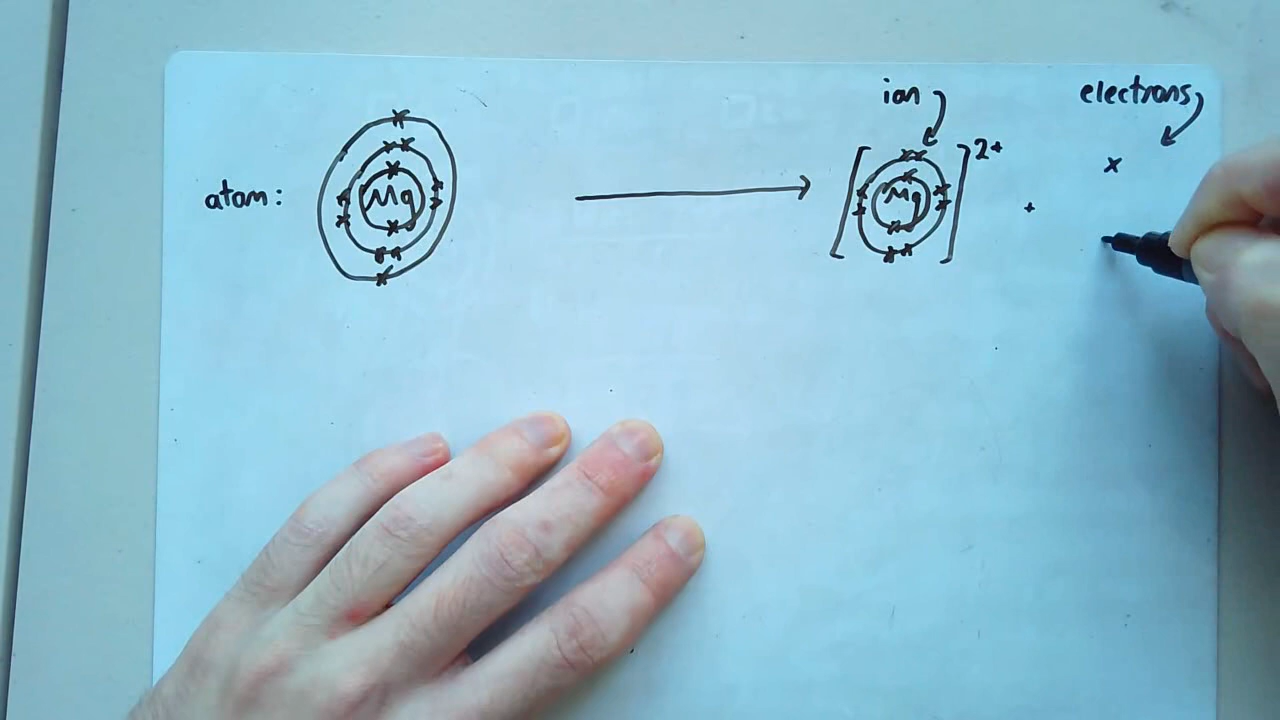 ion electrons
atom: Mg → [Mg]²⁺ + x